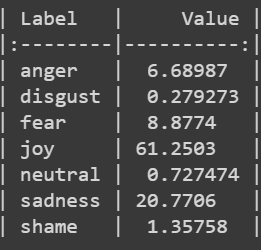 | Label    |     Value |
|:---------|----------:|
| anger    |  6.68987  |
| disgust  |  0.279273 |
| fear     |  8.8774   |
| joy      | 61.2503   |
| neutral  |  0.727474 |
| sadness  | 20.7706   |
| shame    |  1.35758  |